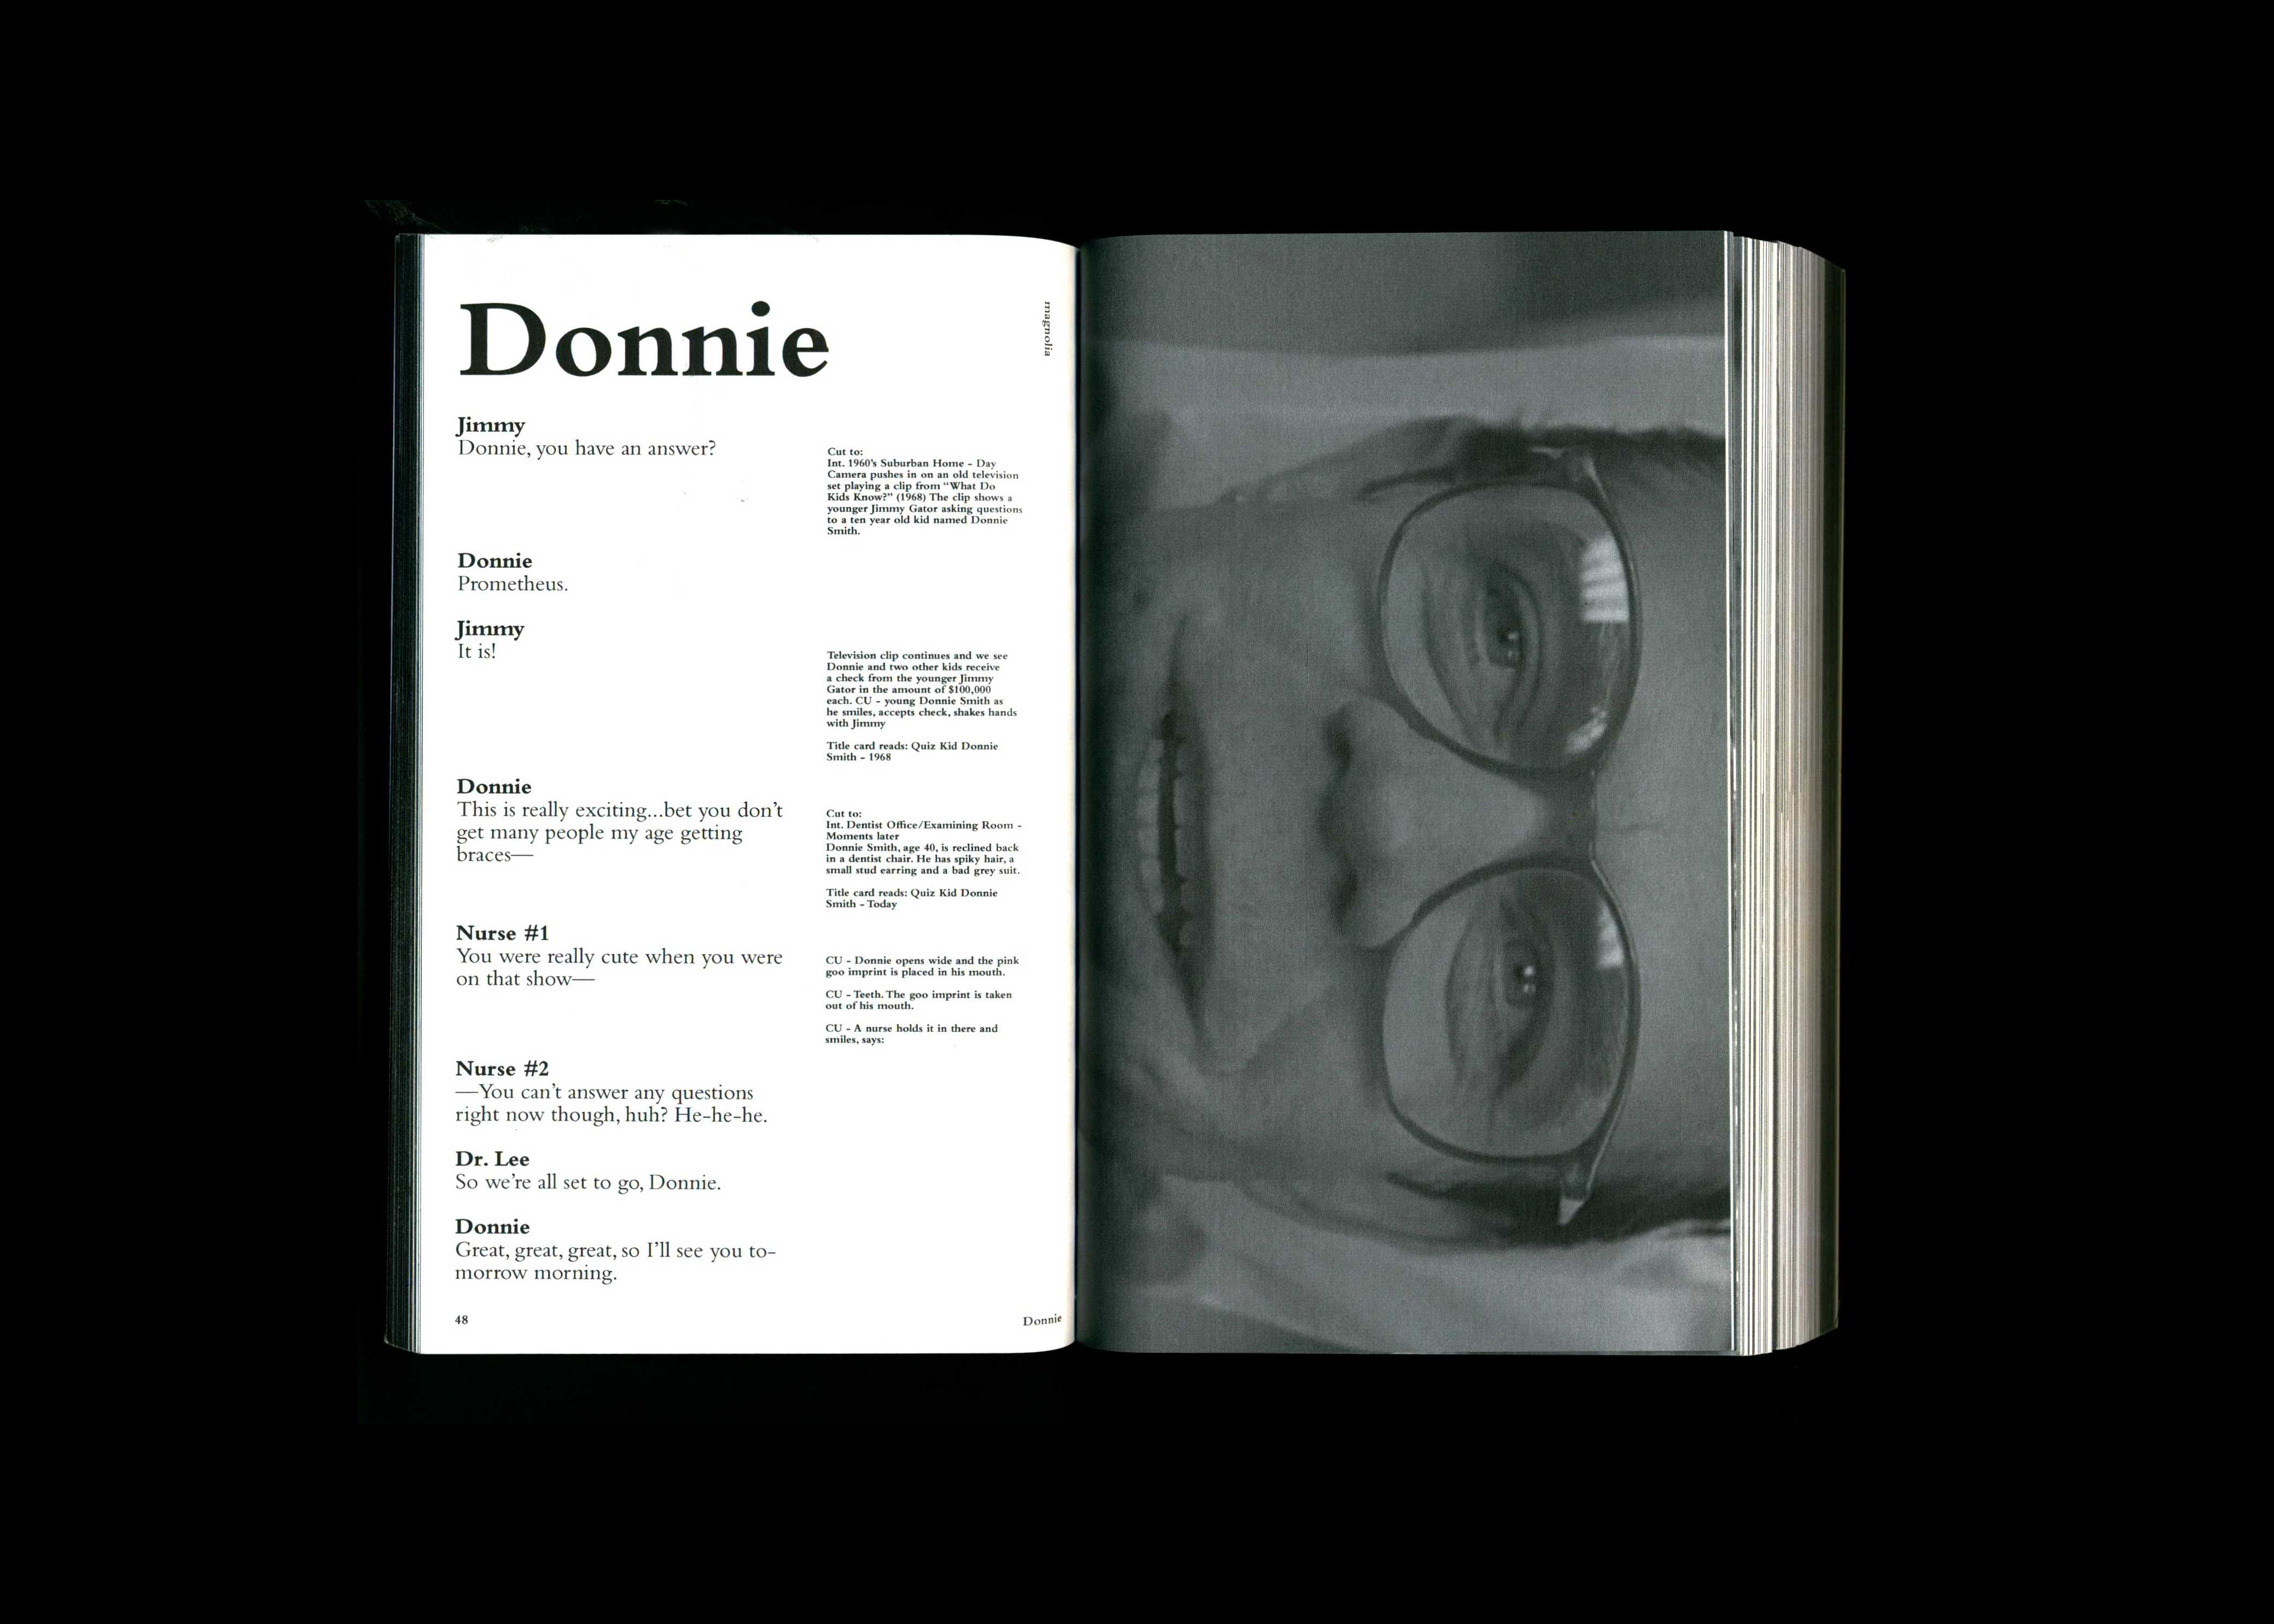 Donnie
magnolia
Jimmy
Donnie, you have an answer?
Cut to:
Int. 1960's Suburban Home - Day
Camera pushes in on an old television
set playing a clip from "What Do
Kids Know?" (1968) The clip shows a
younger Jimmy Gator asking questions
to a ten year old kid named Donnie
Smith.
Donnie
Prometheus.
Jimmy
It is!
Television clip continues and we see
Donnie and two other kids receive
a check from the younger Jimmy
Gator in the amount of $100,000
each. CU - young Donnie Smith as
he smiles, accepts check, shakes hands
with Jimmy
Title card reads: Quiz Kid Donnie
Smith - 1968
Donnie
This is really exciting...bet you don't
get many people my age getting
braces—
Cut to:
Int. Dentist Office/Examining Room -
Moments later
Donnie Smith, age 40, is reclined back
in a dentist chair. He has spiky hair, a
small stud earring and a bad grey suit.
Title card reads: Quiz Kid Donnie
Smith - Today
Nurse #1
You were really cute when you were
on that show—
CU - Donnie opens wide and the pink
goo imprint is placed in his mouth.
CU - Teeth. The goo imprint is taken
out of his mouth.
CU - A nurse holds it in there and
smiles, says:
Nurse #2
—You can't answer any questions
right now though, huh? He-he-he.
Dr. Lee
So we're all set to go, Donnie.
Donnie
Great, great, great, so I'll see you to-
morrow morning.
48
Donnie